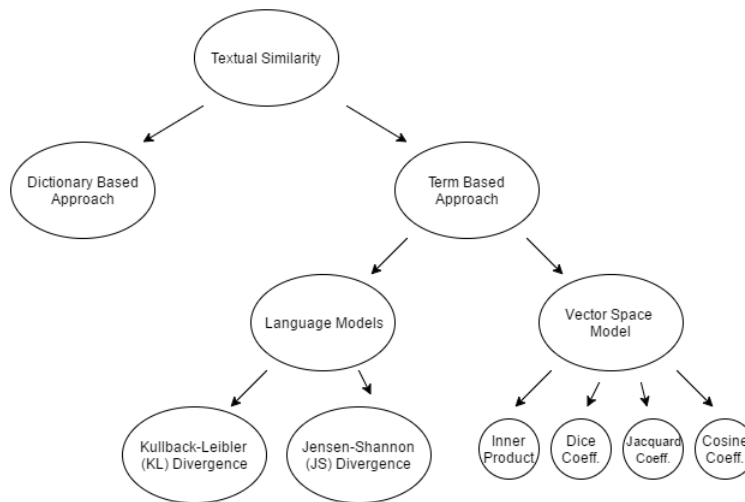 Textual Similarity
Dictionary Based
Approach
Term Based
Approach
Language Models
Vector Space
Model
Kullback-Leibler
(KL) Divergence
Jensen-Shannon
(JS) Divergence
Inner
Product
Dice
Coeff.
Jacquard
Coeff.
Cosine
Coeff.